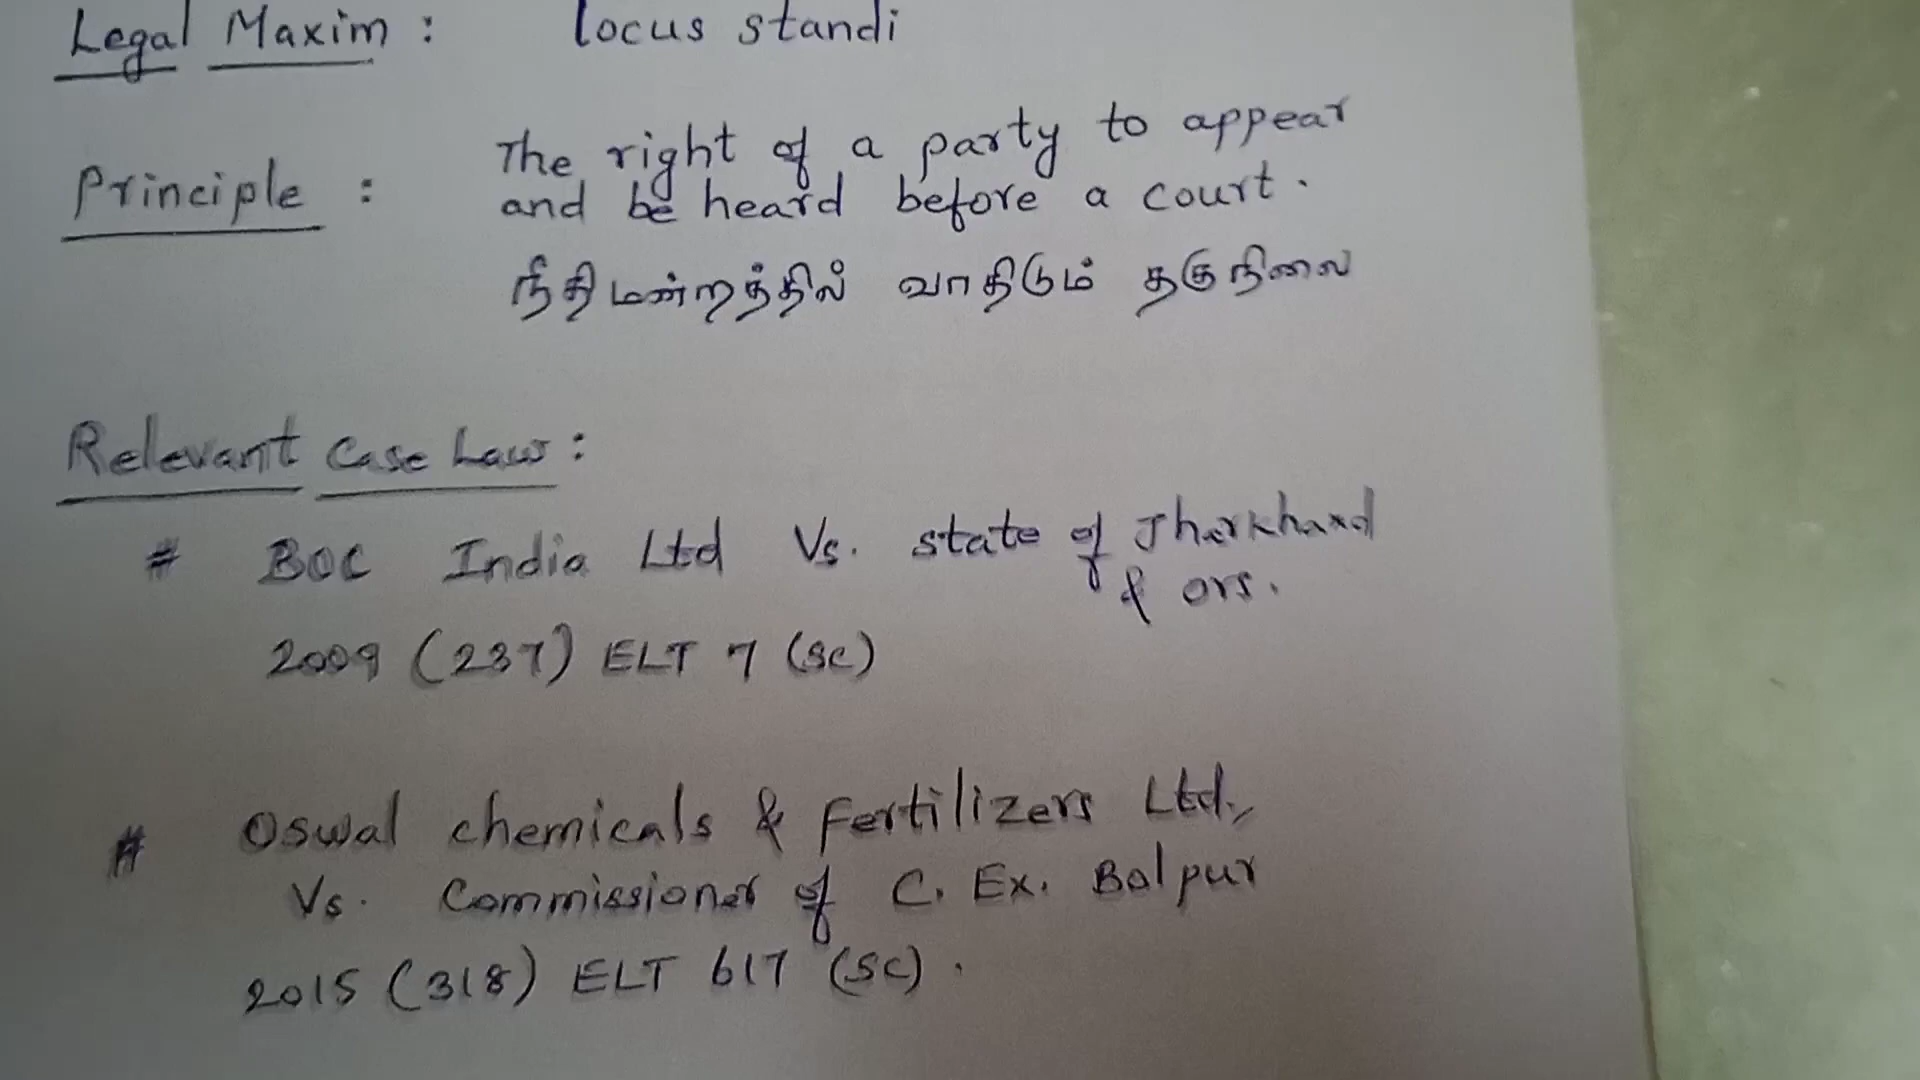 Legal Maxim : locus standi
Principle : The right of a party to appear
and be heard before a court.
நீதிமன்றத்தில் வாதிடும் தகுநிலை
Relevant Case Law :
# BOC India Ltd Vs. state of Jharkhand
& ors.
2009 (237) ELT 7 (SC)
# Oswal chemicals & Fertilizers Ltd.,
Vs. Commissioner of C. Ex. Bolpur
2015 (318) ELT 617 (SC).